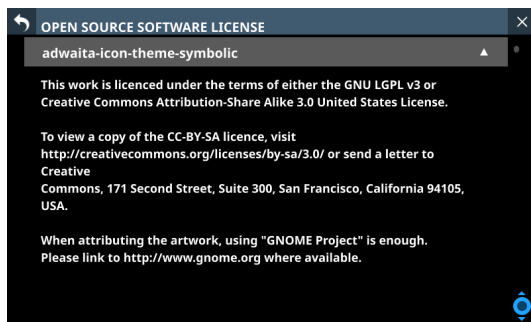 OPEN SOURCE SOFTWARE LICENSE
adwaita-icon-theme-symbolic
This work is licenced under the terms of either the GNU LGPL v3 or
Creative Commons Attribution-Share Alike 3.0 United States License.
To view a copy of the CC-BY-SA licence, visit
http://creativecommons.org/licenses/by-sa/3.0/ or send a letter to
Creative
Commons, 171 Second Street, Suite 300, San Francisco, California 94105,
USA.
When attributing the artwork, using "GNOME Project" is enough.
Please link to http://www.gnome.org where available.